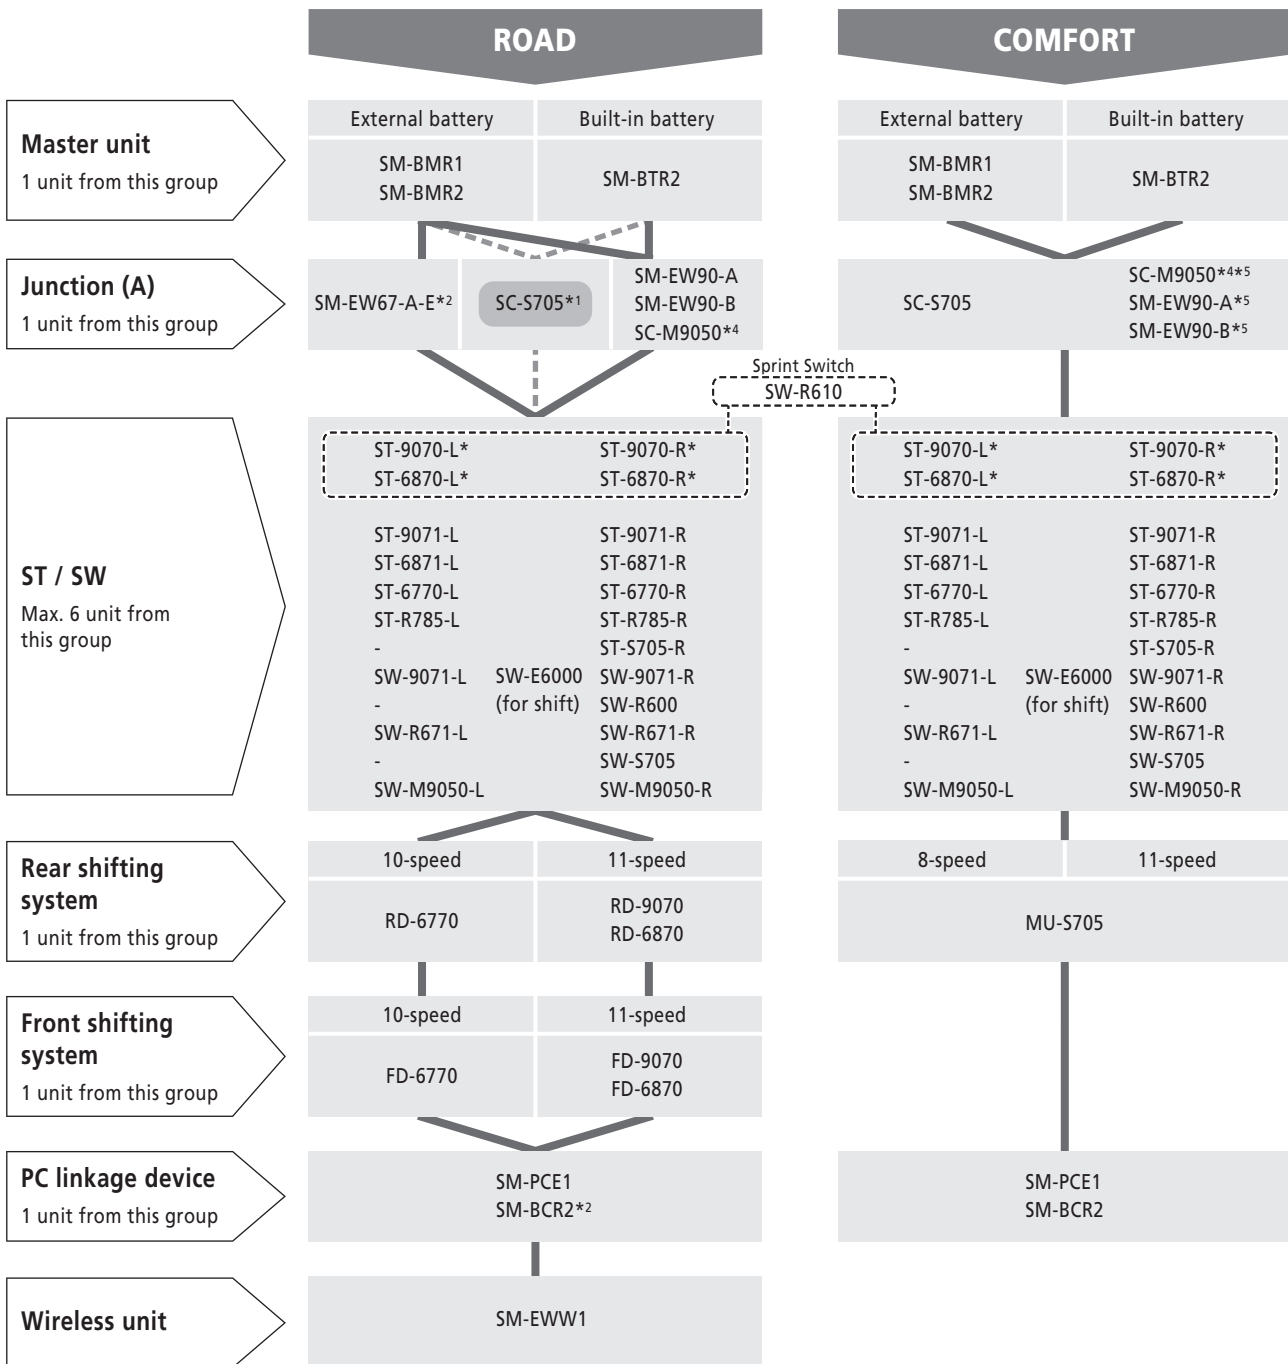 ROAD
COMFORT
Master unit
1 unit from this group
External battery
Built-in battery
SM-BMR1
SM-BMR2
SM-BTR2
External battery
Built-in battery
SM-BMR1
SM-BMR2
SM-BTR2
Junction (A)
1 unit from this group
SM-EW67-A-E*2
SC-S705*1
SM-EW90-A
SM-EW90-B
SC-M9050*4
SC-S705
SC-M9050*4*5
SM-EW90-A*5
SM-EW90-B*5
Sprint Switch
SW-R610
ST / SW
Max. 6 unit from
this group
ST-9070-L* ST-9070-R*
ST-6870-L* ST-6870-R*
ST-9071-L ST-9071-R
ST-6871-L ST-6871-R
ST-6770-L ST-6770-R
ST-R785-L ST-R785-R
- ST-S705-R
SW-9071-L SW-E6000 SW-9071-R
- (for shift) SW-R600
SW-R671-L SW-R671-R
- SW-S705
SW-M9050-L SW-M9050-R
ST-9070-L* ST-9070-R*
ST-6870-L* ST-6870-R*
ST-9071-L ST-9071-R
ST-6871-L ST-6871-R
ST-6770-L ST-6770-R
ST-R785-L ST-R785-R
- ST-S705-R
SW-9071-L SW-E6000 SW-9071-R
- (for shift) SW-R600
SW-R671-L SW-R671-R
- SW-S705
SW-M9050-L SW-M9050-R
Rear shifting
system
1 unit from this group
10-speed
11-speed
RD-6770
RD-9070
RD-6870
8-speed
11-speed
MU-S705
Front shifting
system
1 unit from this group
10-speed
11-speed
FD-6770
FD-9070
FD-6870
PC linkage device
1 unit from this group
SM-PCE1
SM-BCR2*2
SM-PCE1
SM-BCR2
Wireless unit
SM-EWW1